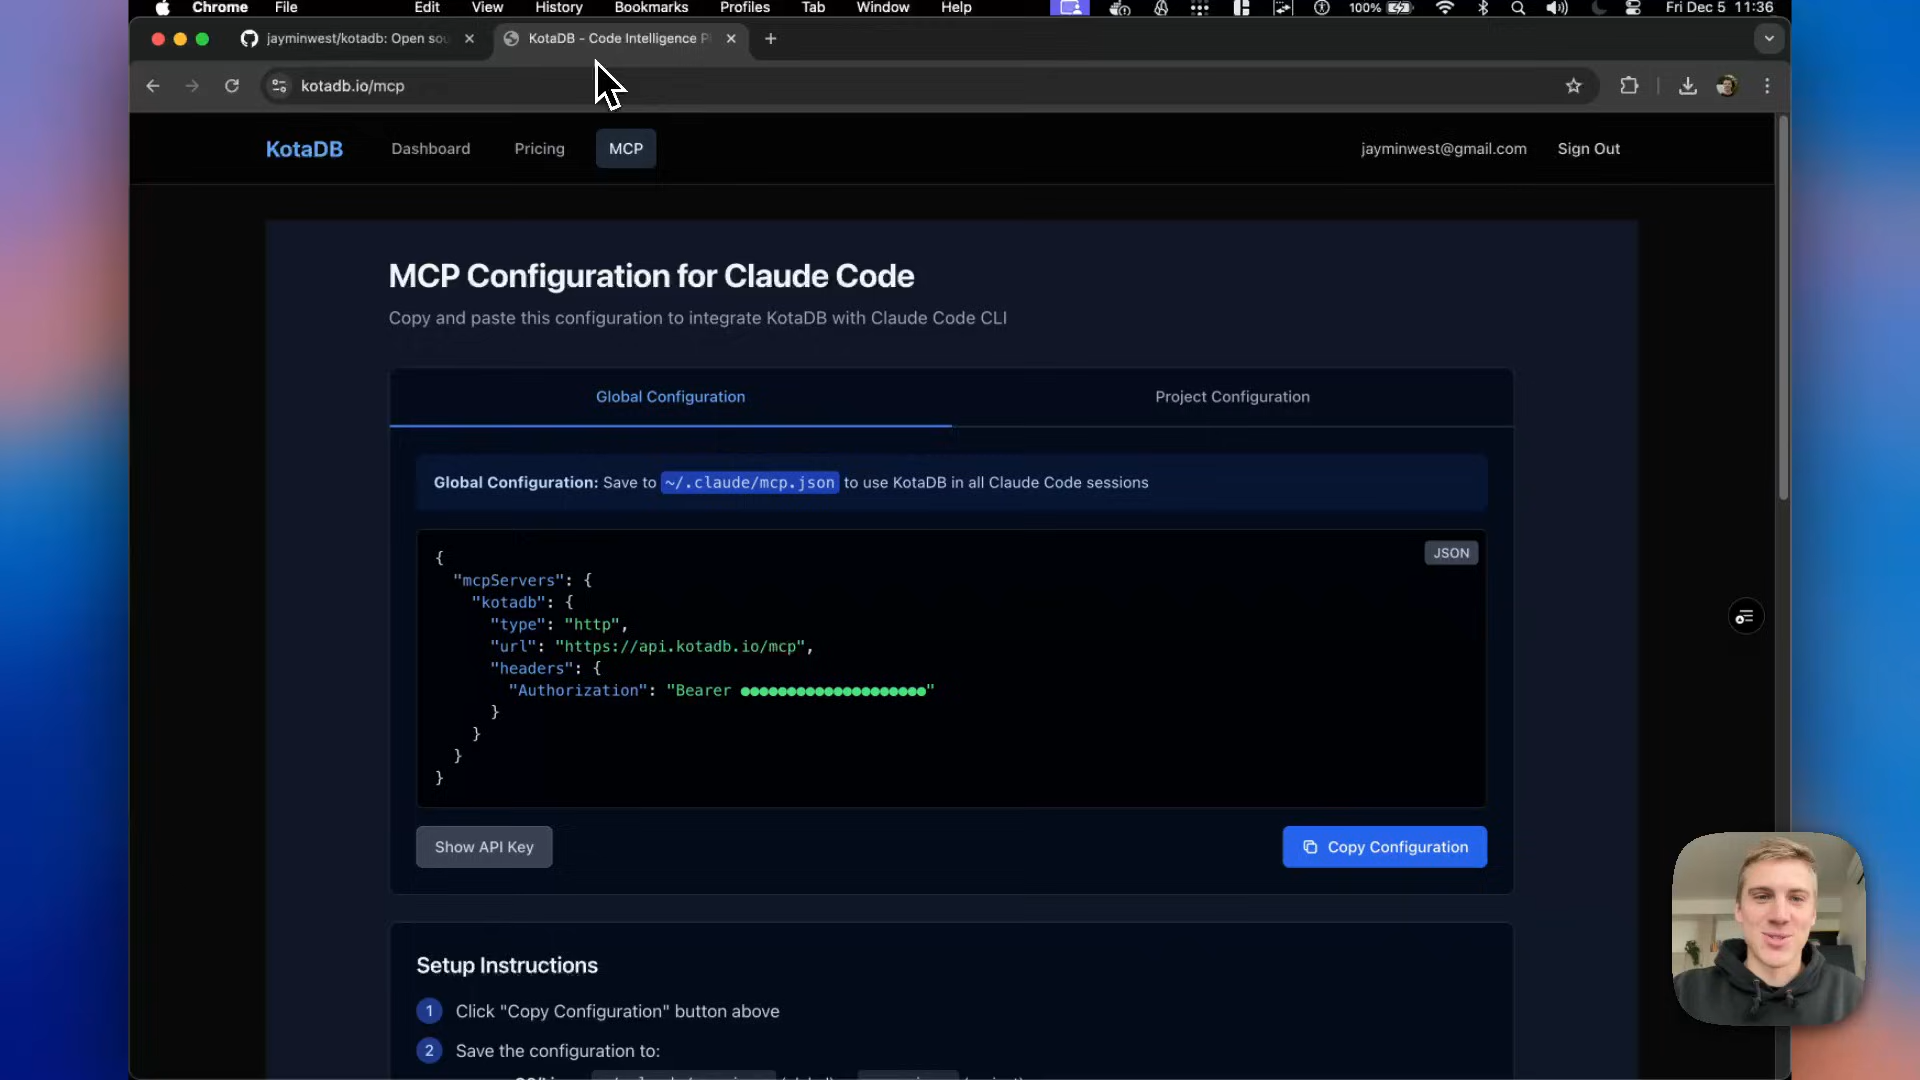 Chrome File Edit View History Bookmarks Profiles Tab Window Help 100% Fri Dec 5 11:36
jayminwest/kotadb: Open sou
KotaDB - Code Intelligence P
kotadb.io/mcp
KotaDB Dashboard Pricing MCP jayminwest@gmail.com Sign Out
MCP Configuration for Claude Code
Copy and paste this configuration to integrate KotaDB with Claude Code CLI
Global Configuration Project Configuration
Global Configuration: Save to ~/.claude/mcp.json to use KotaDB in all Claude Code sessions
JSON
{
"mcpServers": {
"kotadb": {
"type": "http",
"url": "https://api.kotadb.io/mcp",
"headers": {
"Authorization": "Bearer ●●●●●●●●●●●●●●●●●●●●"
}
}
}
}
Show API Key Copy Configuration
Setup Instructions
1 Click "Copy Configuration" button above
2 Save the configuration to: